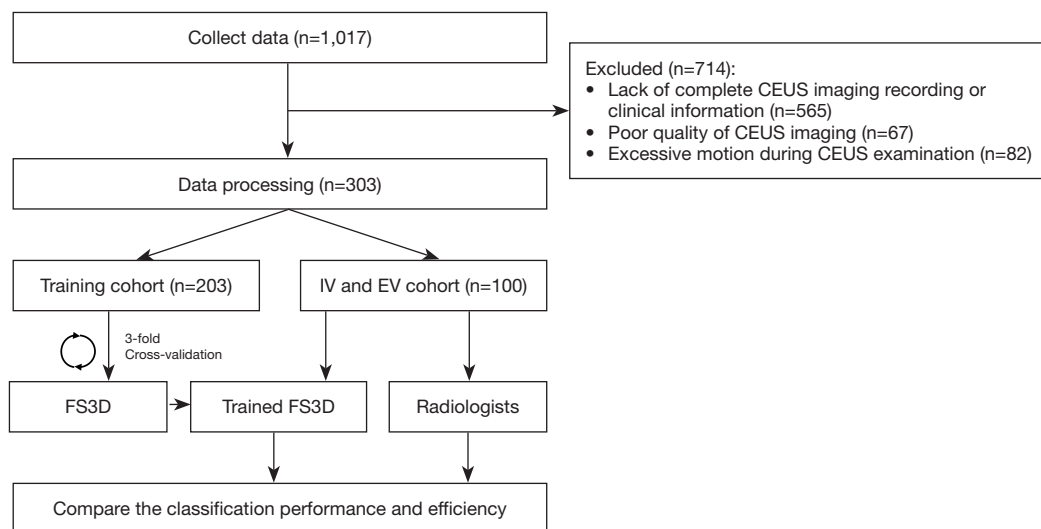 Collect data (n=1,017)
Excluded (n=714):
• Lack of complete CEUS imaging recording or
clinical information (n=565)
• Poor quality of CEUS imaging (n=67)
• Excessive motion during CEUS examination (n=82)
Data processing (n=303)
Training cohort (n=203)
IV and EV cohort (n=100)
3-fold
Cross-validation
FS3D
Trained FS3D
Radiologists
Compare the classification performance and efficiency